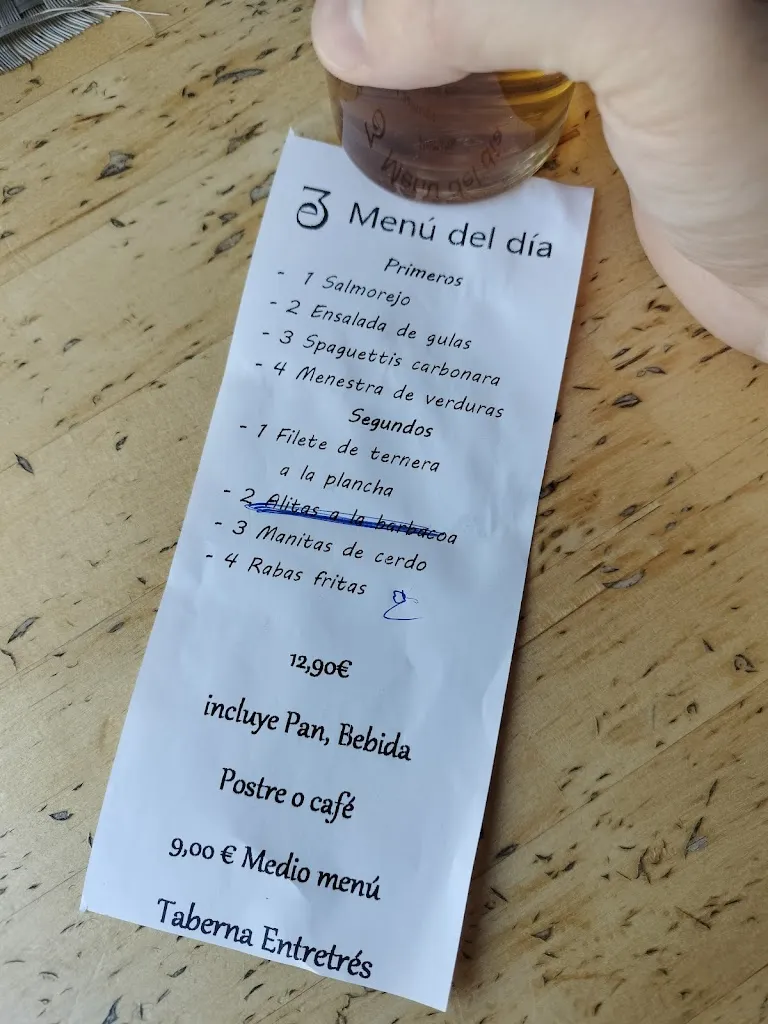 Menú del día
Primeros
- 1 Salmorejo
- 2 Ensalada de gulas
- 3 Spaguettis carbonara
- 4 Menestra de verduras
Segundos
- 1 Filete de ternera
a la plancha
- 2 Alitas a la barbacoa
- 3 Manitas de cerdo
- 4 Rabas fritas
12,90€
incluye Pan, Bebida
Postre o café
9,00 € Medio menú
Taberna Entretrés